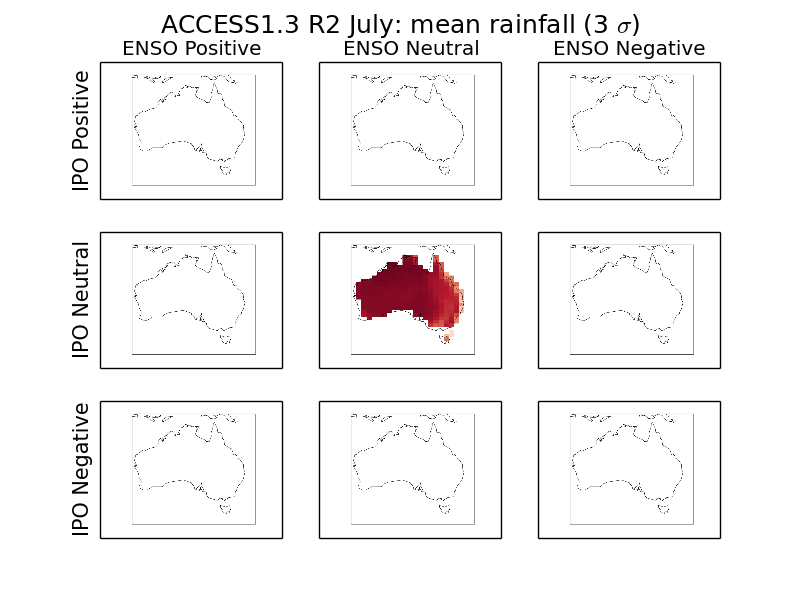 ACCESS1.3 R2 July: mean rainfall (3 σ)
ENSO Positive ENSO Neutral ENSO Negative
IPO Positive
IPO Neutral
IPO Negative